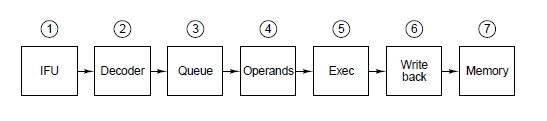 1 2 3 4 5 6 7
IFU Decoder Queue Operands Exec Write back Memory